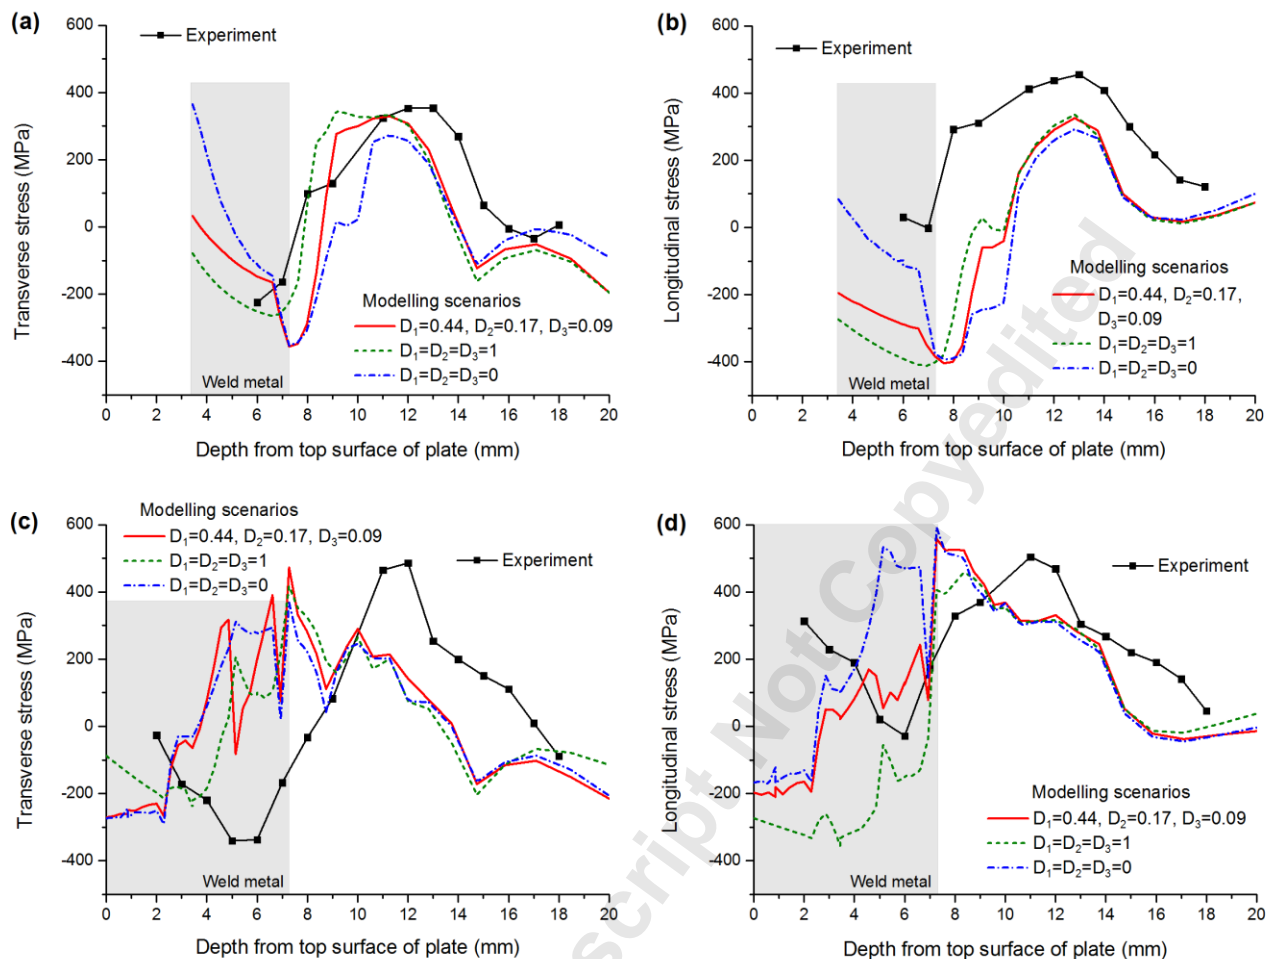 (a)
600
400
200
0
-200
-400
Transverse stress (MPa)
Experiment
Modelling scenarios
D₁=0.44, D₂=0.17, D₃=0.09
D₁=D₂=D₃=1
D₁=D₂=D₃=0
Weld metal
0 2 4 6 8 10 12 14 16 18 20
Depth from top surface of plate (mm)
(b)
600
400
200
0
-200
-400
Longitudinal stress (MPa)
Experiment
Modelling scenarios
D₁=0.44, D₂=0.17,
D₃=0.09
D₁=D₂=D₃=1
D₁=D₂=D₃=0
Weld metal
0 2 4 6 8 10 12 14 16 18 20
Depth from top surface of plate (mm)
(c)
Modelling scenarios
D₁=0.44, D₂=0.17, D₃=0.09
D₁=D₂=D₃=1
D₁=D₂=D₃=0
Experiment
600
400
200
0
-200
-400
Transverse stress (MPa)
Weld metal
0 2 4 6 8 10 12 14 16 18 20
Depth from top surface of plate (mm)
(d)
600
400
200
0
-200
-400
Longitudinal stress (MPa)
Experiment
Modelling scenarios
D₁=0.44, D₂=0.17, D₃=0.09
D₁=D₂=D₃=1
D₁=D₂=D₃=0
Weld metal
0 2 4 6 8 10 12 14 16 18 20
Depth from top surface of plate (mm)
script Not Copyedited